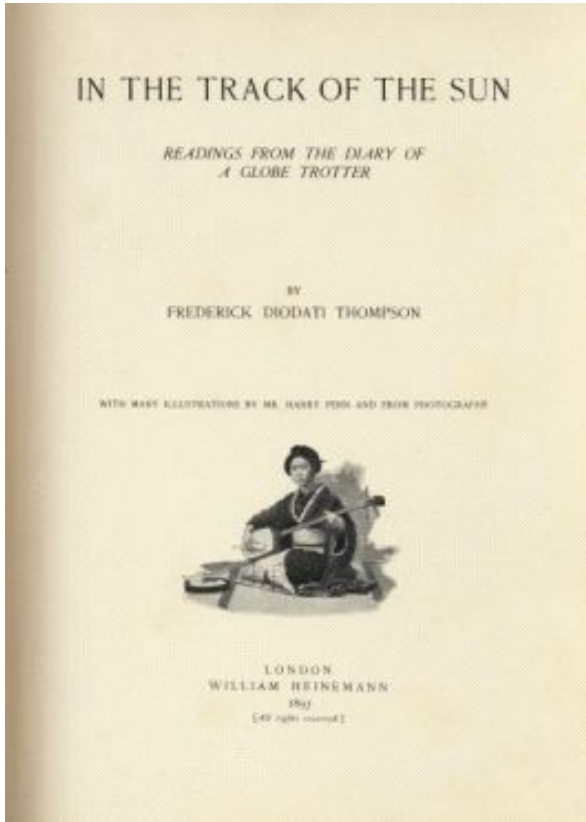 IN THE TRACK OF THE SUN
READINGS FROM THE DIARY OF
A GLOBE TROTTER
BY
FREDERICK DIODATI THOMPSON
WITH MANY ILLUSTRATIONS BY MR. HARRY FENN AND FROM PHOTOGRAPHS
LONDON
WILLIAM HEINEMANN
[All rights reserved]